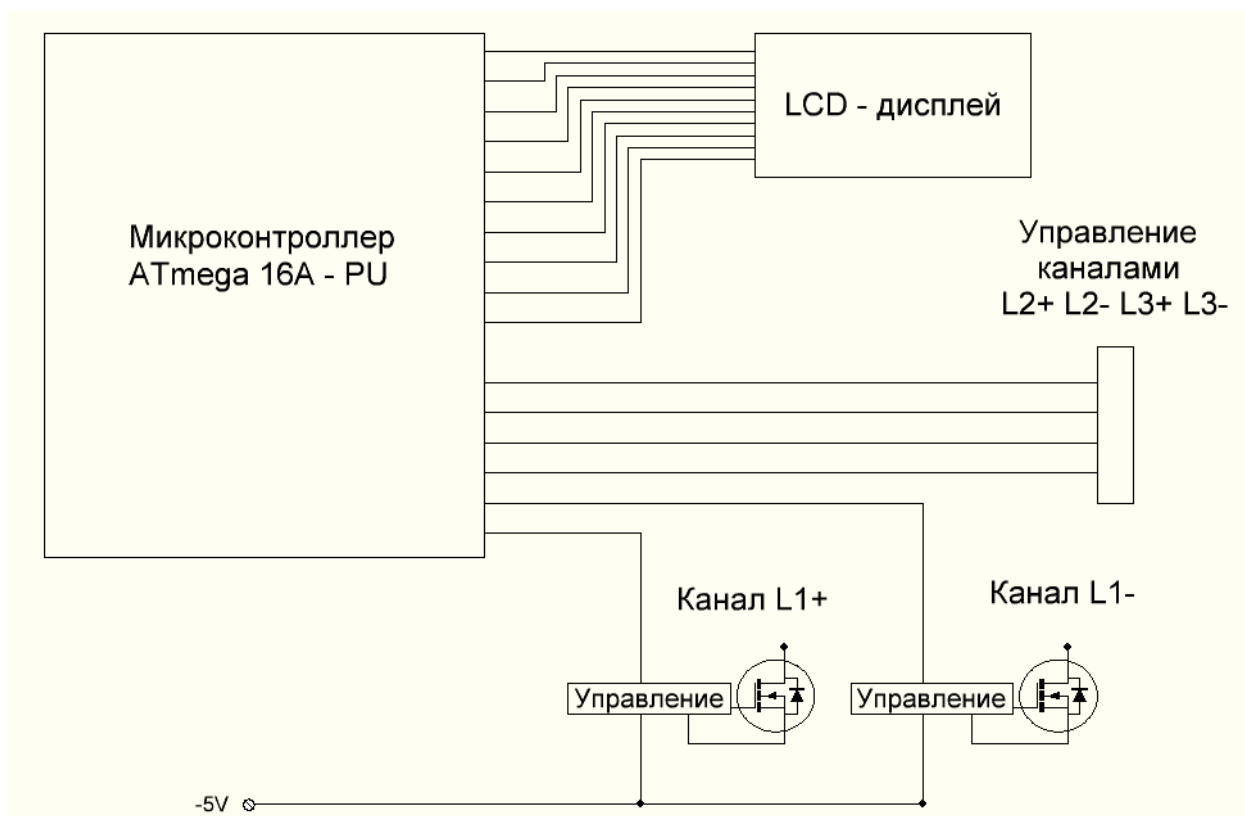 LCD - дисплей
Микроконтроллер
ATmega 16A - PU
Управление
каналами
L2+ L2- L3+ L3-
Канал L1+
Канал L1-
Управление
Управление
-5V